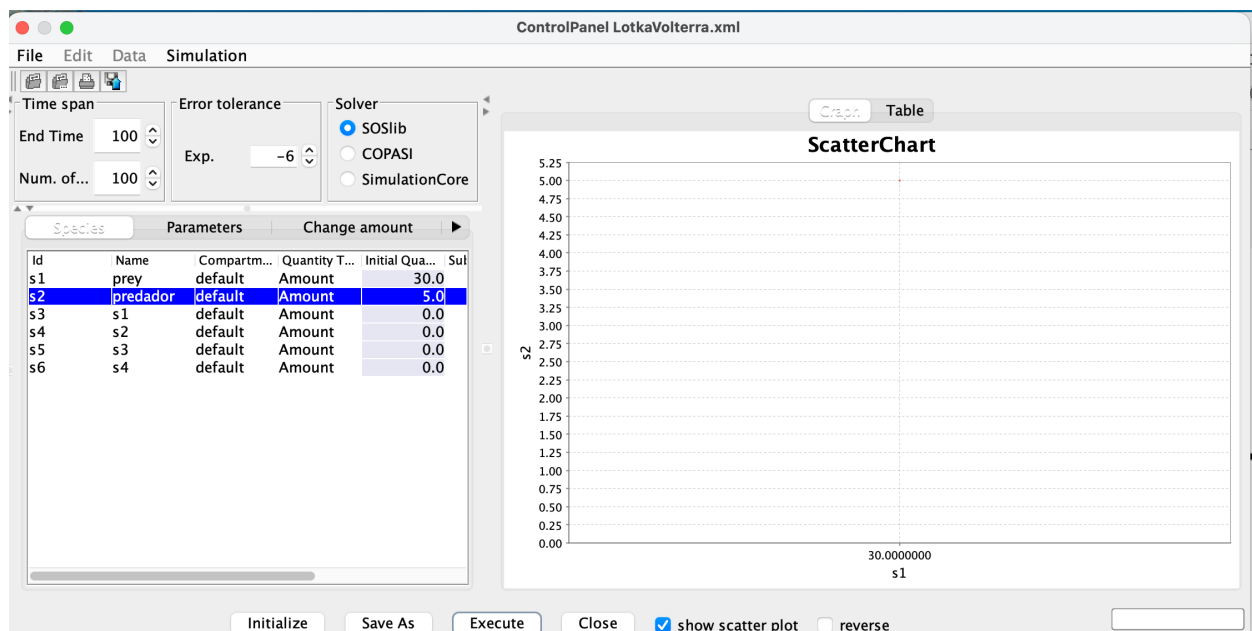 ControlPanel LotkaVolterra.xml
File Edit Data Simulation
Time span Error tolerance Solver
End Time 100
Num. of... 100
Exp. -6
SOSlib
COPASI
SimulationCore
Species Parameters Change amount
Id Name Compartm... Quantity T... Initial Qua... Sul
s1 prey default Amount 30.0
s2 predador default Amount 5.0
s3 s1 default Amount 0.0
s4 s2 default Amount 0.0
s5 s3 default Amount 0.0
s6 s4 default Amount 0.0
Graph Table
ScatterChart
5.25
5.00
4.75
4.50
4.25
4.00
3.75
3.50
3.25
3.00
2.75
2.50
2.25
2.00
1.75
1.50
1.25
1.00
0.75
0.50
0.25
0.00
s2
30.0000000
s1
Initialize Save As Execute Close show scatter plot reverse